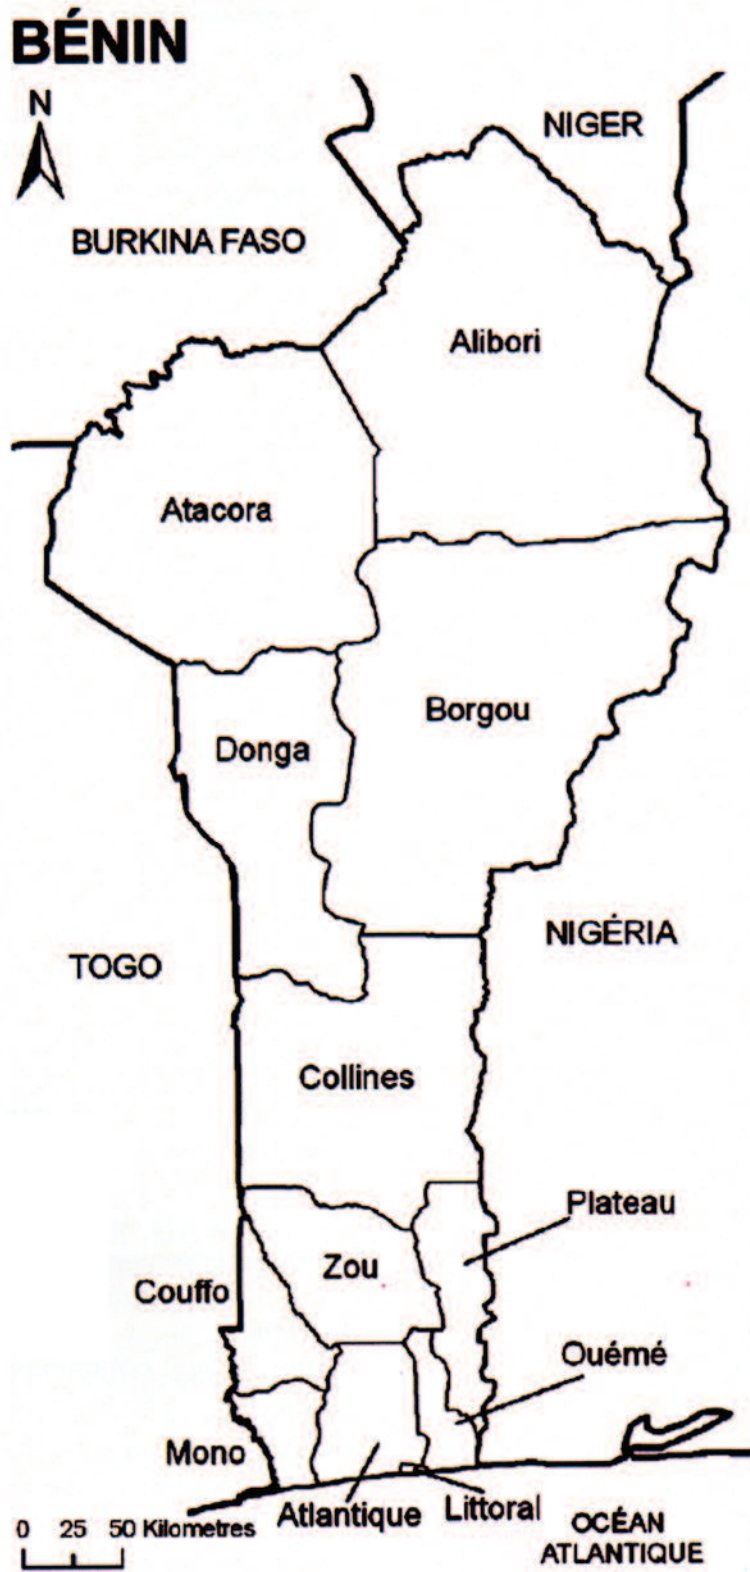 BÉNIN
N
NIGER
BURKINA FASO
Alibori
Atacora
Borgou
Donga
NIGÉRIA
TOGO
Collines
Plateau
Zou
Couffo
Ouémé
Mono
Atlantique
Littoral
0 25 50 Kilometres
OCÉAN
ATLANTIQUE